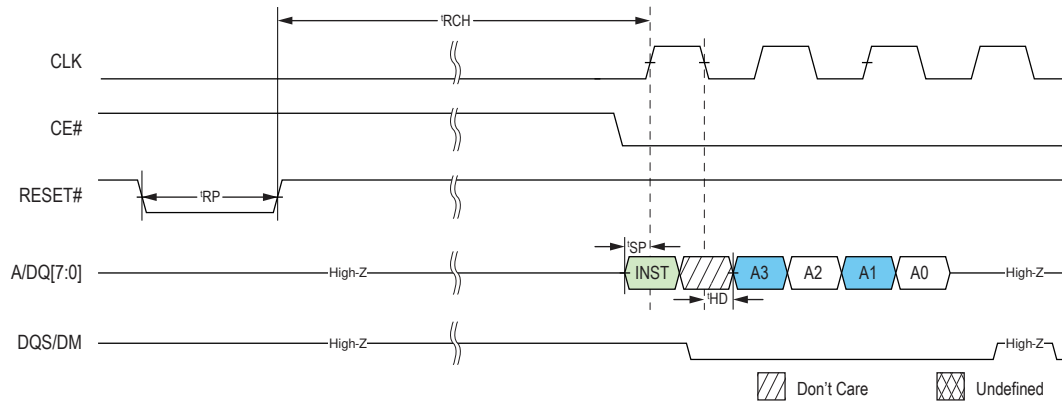 tRCH
CLK
CE#
RESET#
tRP
tSP
A/DQ[7:0]
High-Z
INST
A3
A2
A1
A0
High-Z
tHD
DQS/DM
High-Z
High-Z
Don't Care
Undefined